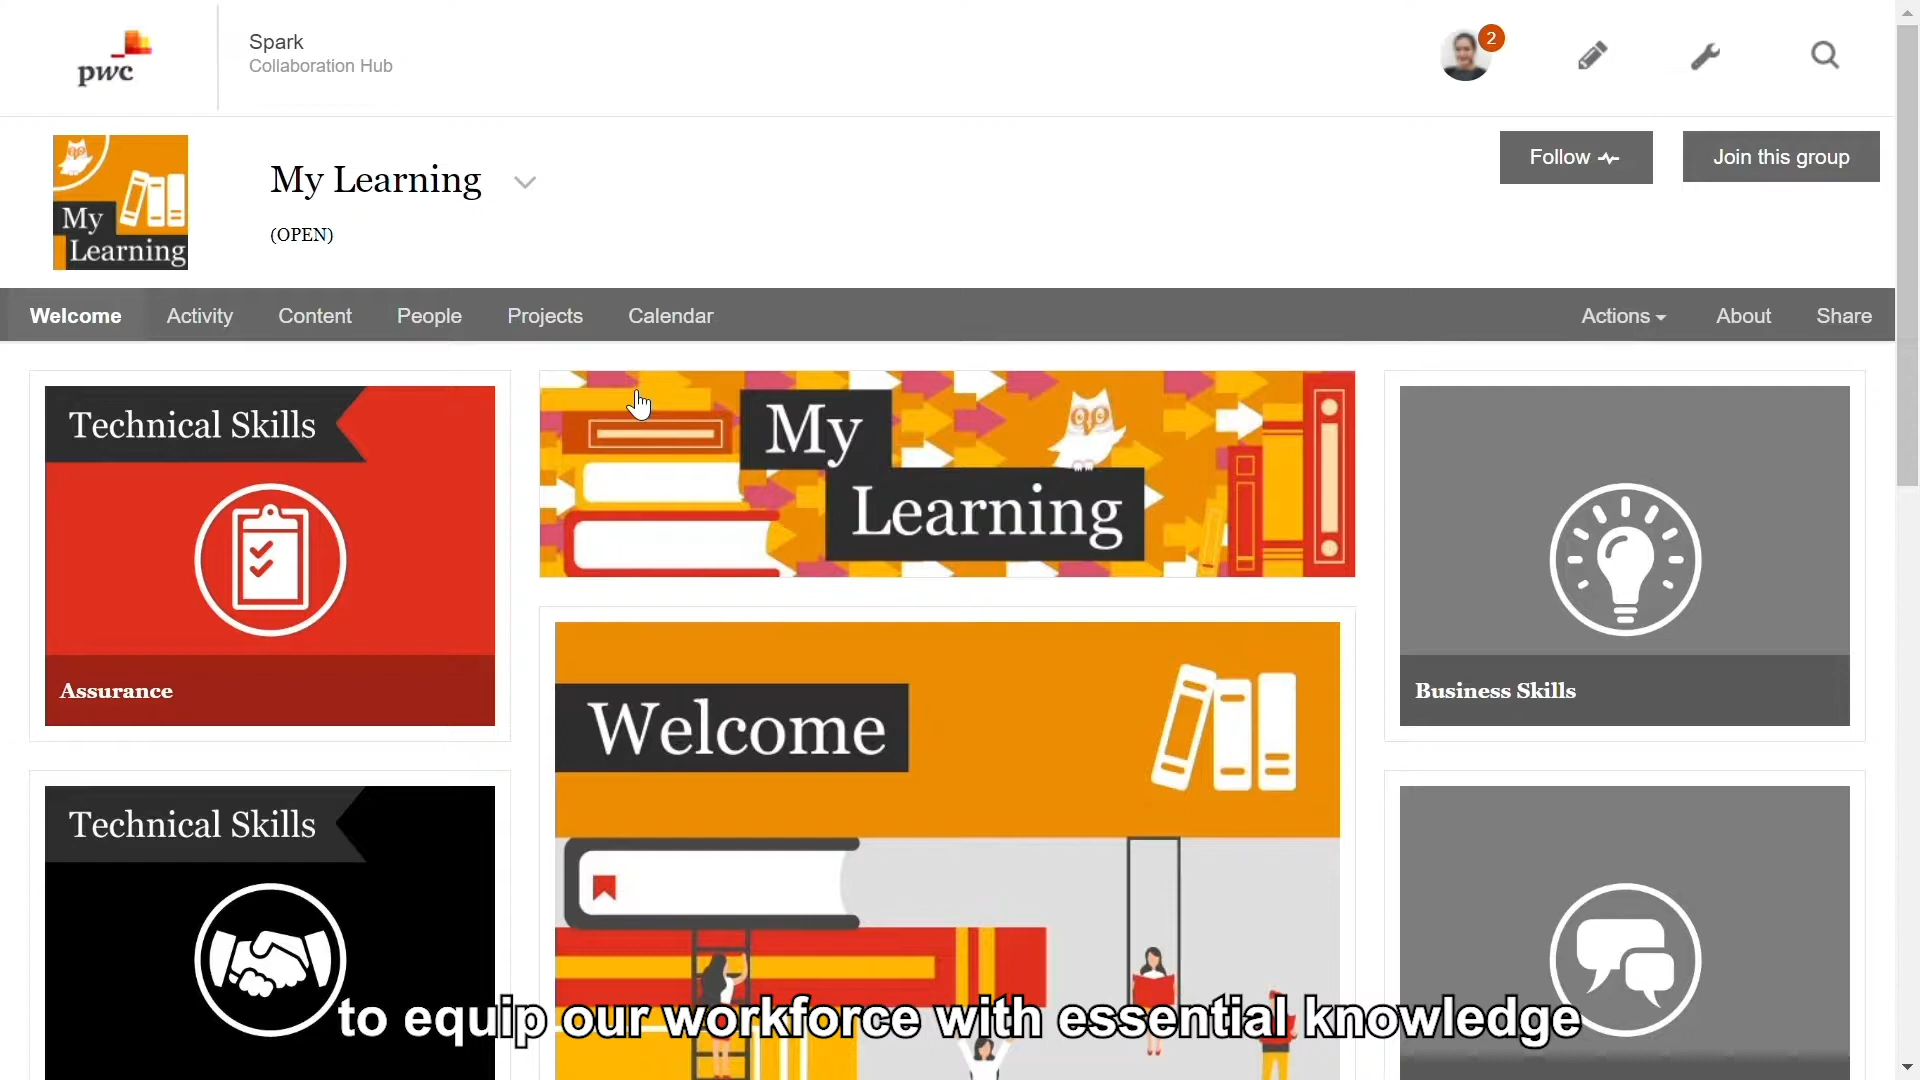 pwc
Spark
Collaboration Hub
2
My Learning
(OPEN)
My
Learning
Follow
Join this group
Welcome
Activity
Content
People
Projects
Calendar
Actions
About
Share
Technical Skills
Assurance
My
Learning
Business Skills
Welcome
Technical Skills
to equip our workforce with essential knowledge